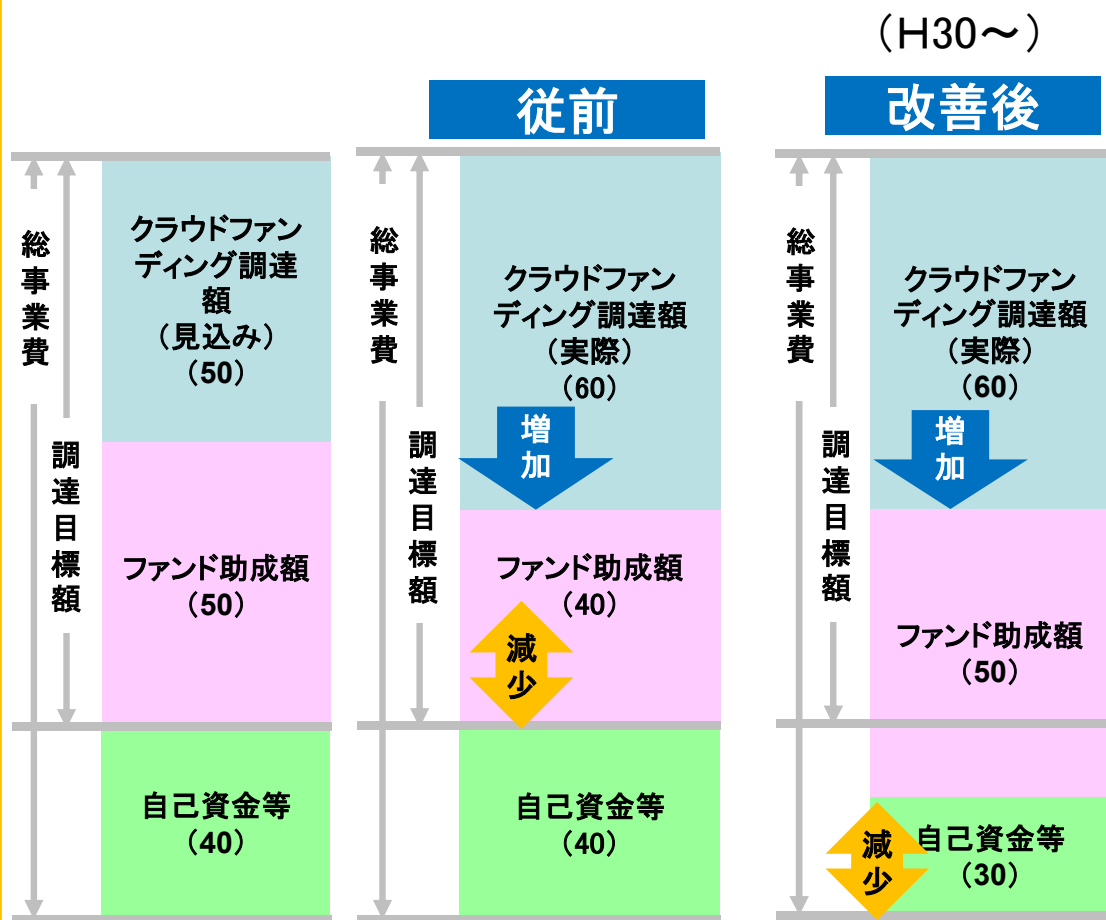 （H30～）
従前
改善後
総事業費
調達目標額
クラウドファン
ディング調達
額
（見込み）
（50）
ファンド助成額
（50）
自己資金等
（40）
総事業費
調達目標額
クラウドファン
ディング調達額
（実際）
（60）
増加
ファンド助成額
（40）
減少
自己資金等
（40）
総事業費
調達目標額
クラウドファン
ディング調達額
（実際）
（60）
増加
ファンド助成額
（50）
減少
自己資金等
（30）